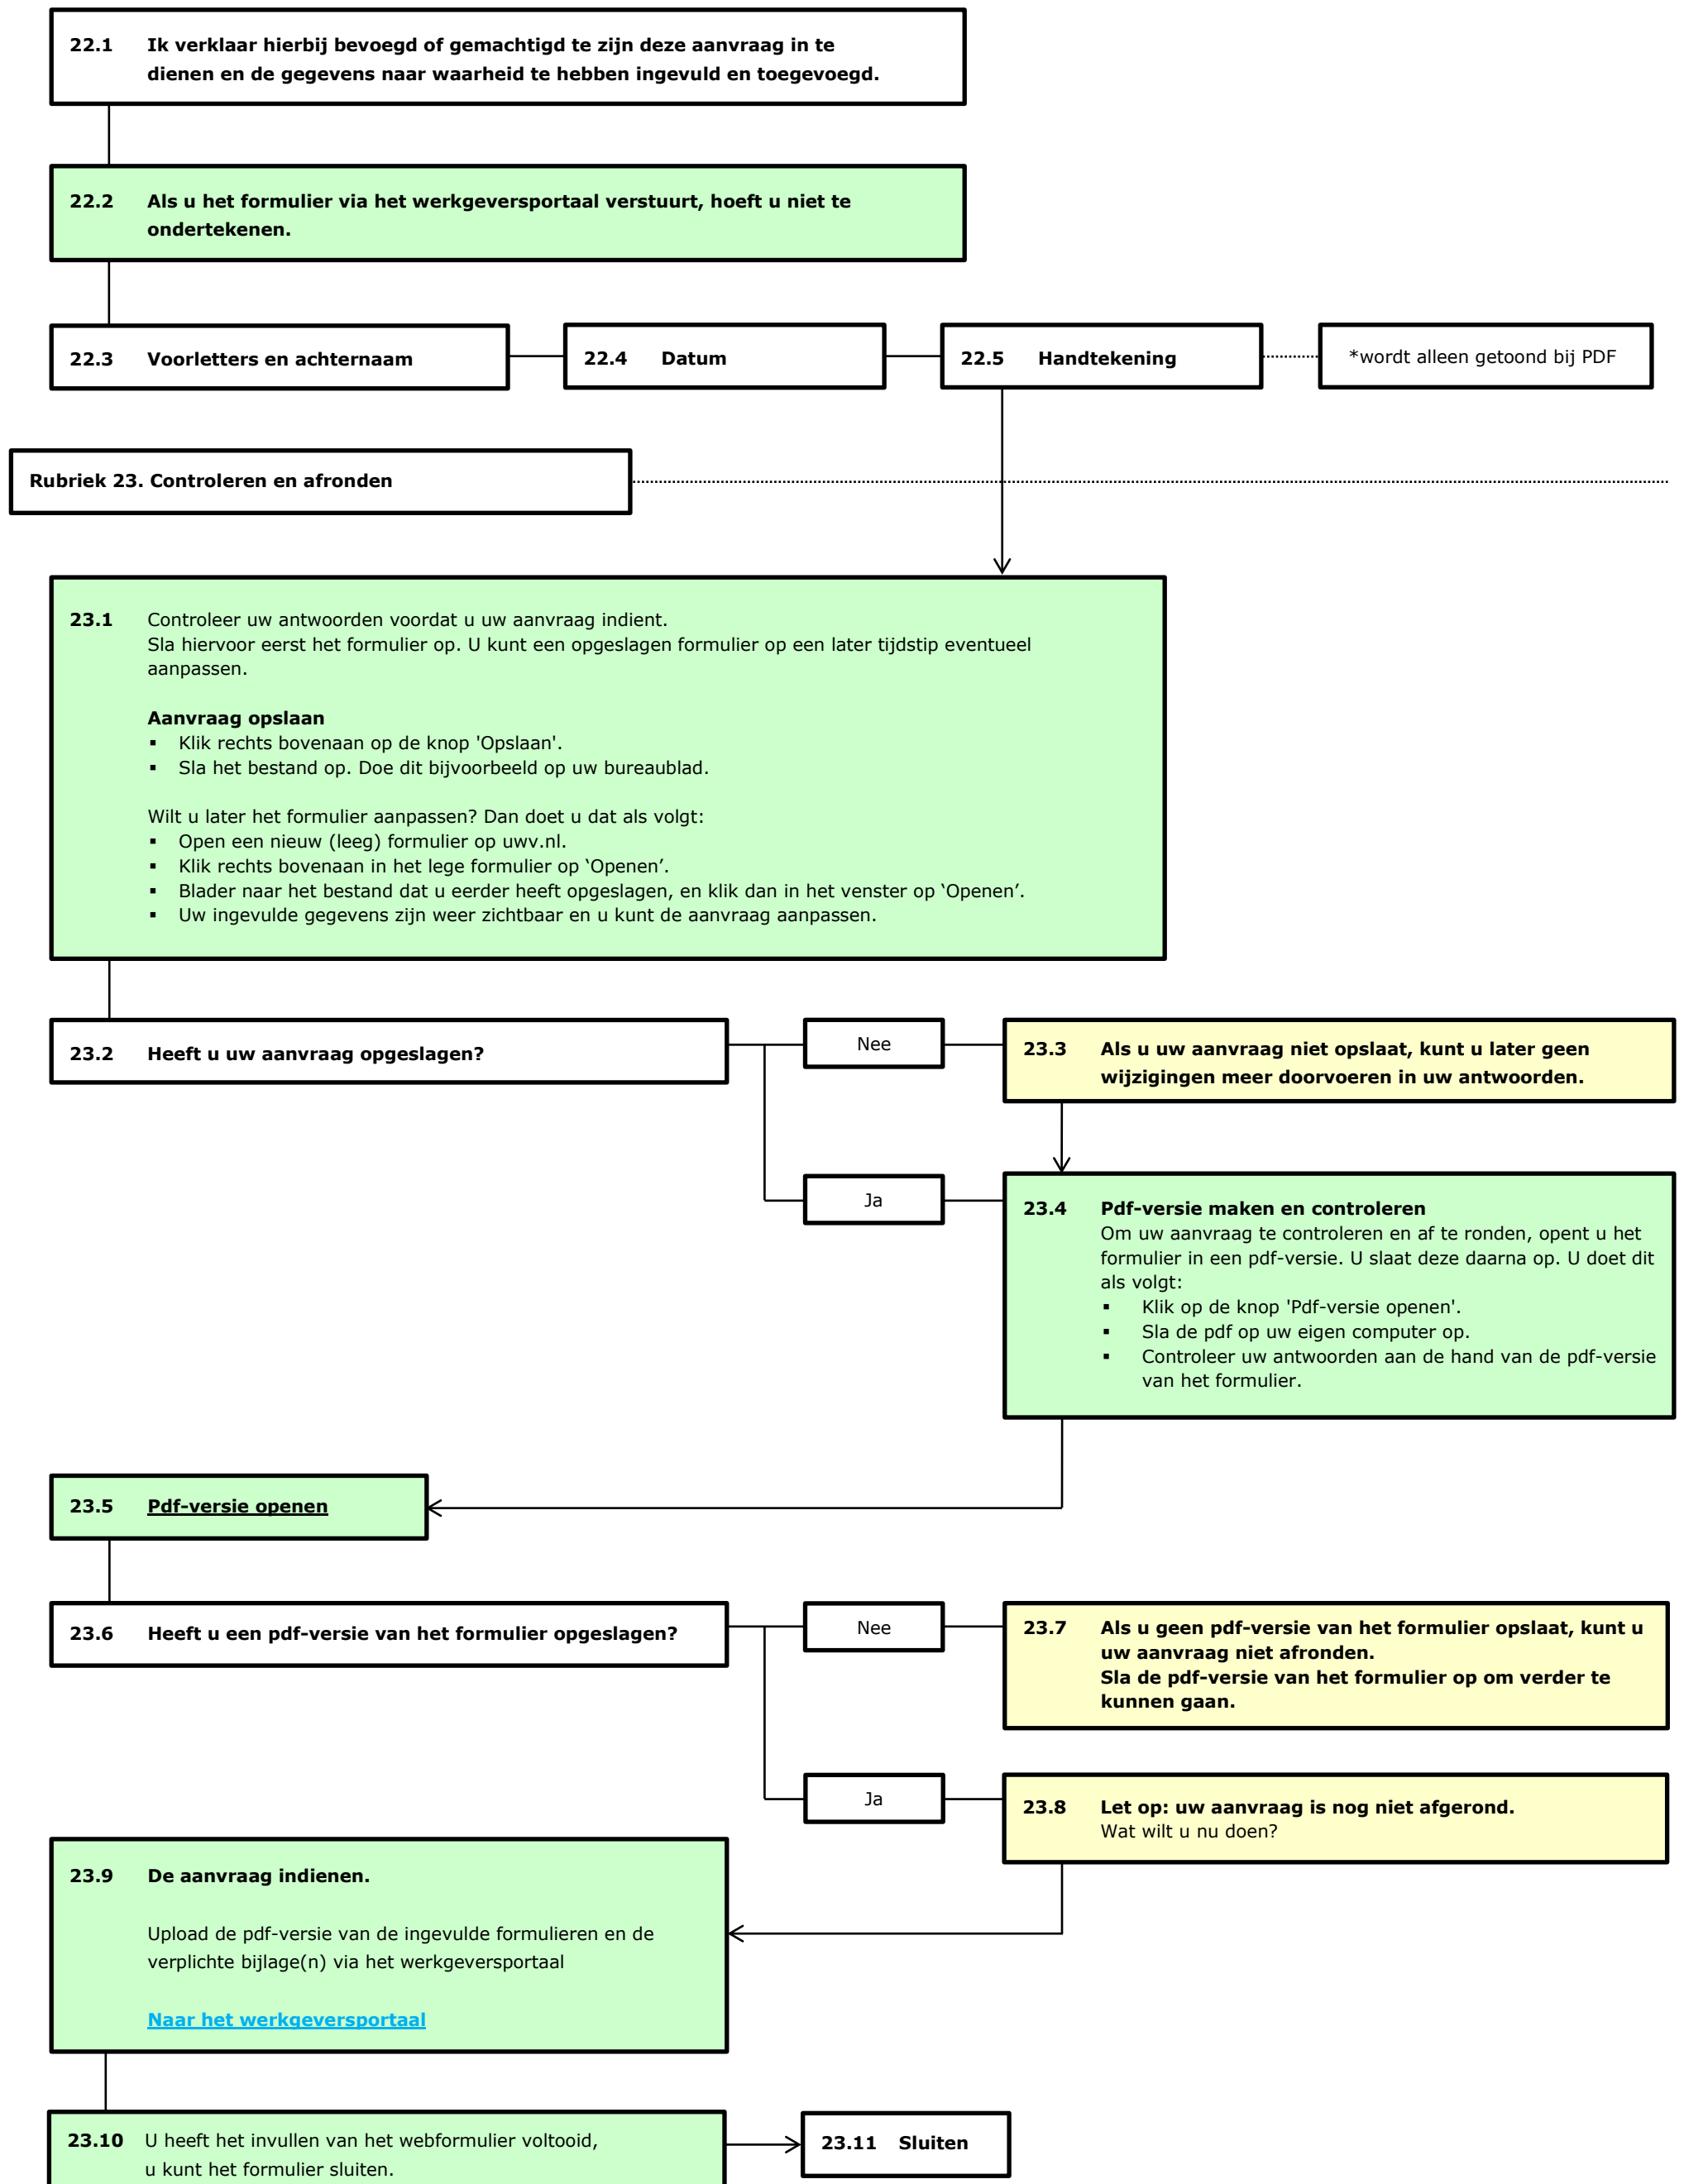 22.1 Ik verklaar hierbij bevoegd of gemachtigd te zijn deze aanvraag in te
dienen en de gegevens naar waarheid te hebben ingevuld en toegevoegd.
22.2 Als u het formulier via het werkgeversportaal verstuurt, hoeft u niet te
ondertekenen.
22.3 Voorletters en achternaam
22.4 Datum
22.5 Handtekening
*wordt alleen getoond bij PDF
Rubriek 23. Controleren en afronden
23.1 Controleer uw antwoorden voordat u uw aanvraag indient.
Sla hiervoor eerst het formulier op. U kunt een opgeslagen formulier op een later tijdstip eventueel
aanpassen.
Aanvraag opslaan
▪ Klik rechts bovenaan op de knop 'Opslaan'.
▪ Sla het bestand op. Doe dit bijvoorbeeld op uw bureaublad.
Wilt u later het formulier aanpassen? Dan doet u dat als volgt:
▪ Open een nieuw (leeg) formulier op uwv.nl.
▪ Klik rechts bovenaan in het lege formulier op ‘Openen’.
▪ Blader naar het bestand dat u eerder heeft opgeslagen, en klik dan in het venster op ‘Openen’.
▪ Uw ingevulde gegevens zijn weer zichtbaar en u kunt de aanvraag aanpassen.
23.2 Heeft u uw aanvraag opgeslagen?
Nee
23.3 Als u uw aanvraag niet opslaat, kunt u later geen
wijzigingen meer doorvoeren in uw antwoorden.
Ja
23.4 Pdf-versie maken en controleren
Om uw aanvraag te controleren en af te ronden, opent u het
formulier in een pdf-versie. U slaat deze daarna op. U doet dit
als volgt:
▪ Klik op de knop 'Pdf-versie openen'.
▪ Sla de pdf op uw eigen computer op.
▪ Controleer uw antwoorden aan de hand van de pdf-versie
van het formulier.
23.5 Pdf-versie openen
23.6 Heeft u een pdf-versie van het formulier opgeslagen?
Nee
23.7 Als u geen pdf-versie van het formulier opslaat, kunt u
uw aanvraag niet afronden.
Sla de pdf-versie van het formulier op om verder te
kunnen gaan.
Ja
23.8 Let op: uw aanvraag is nog niet afgerond.
Wat wilt u nu doen?
23.9 De aanvraag indienen.
Upload de pdf-versie van de ingevulde formulieren en de
verplichte bijlage(n) via het werkgeversportaal
Naar het werkgeversportaal
23.10 U heeft het invullen van het webformulier voltooid,
u kunt het formulier sluiten.
23.11 Sluiten